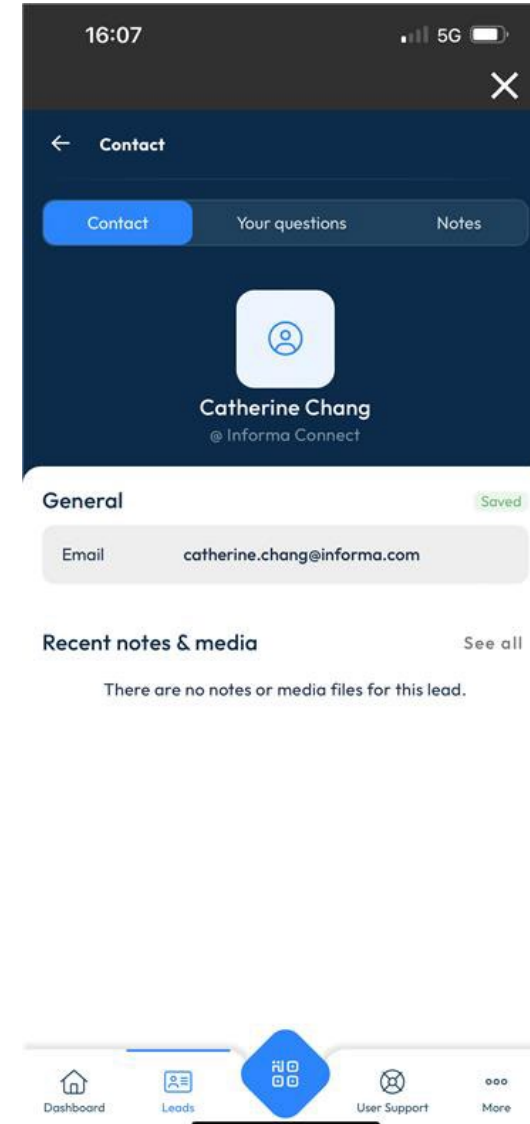 16:07 5G
Contact
Contact Your questions Notes
Catherine Chang
@ Informa Connect
General Saved
Email catherine.chang@informa.com
Recent notes & media See all
There are no notes or media files for this lead.
Dashboard Leads User Support More